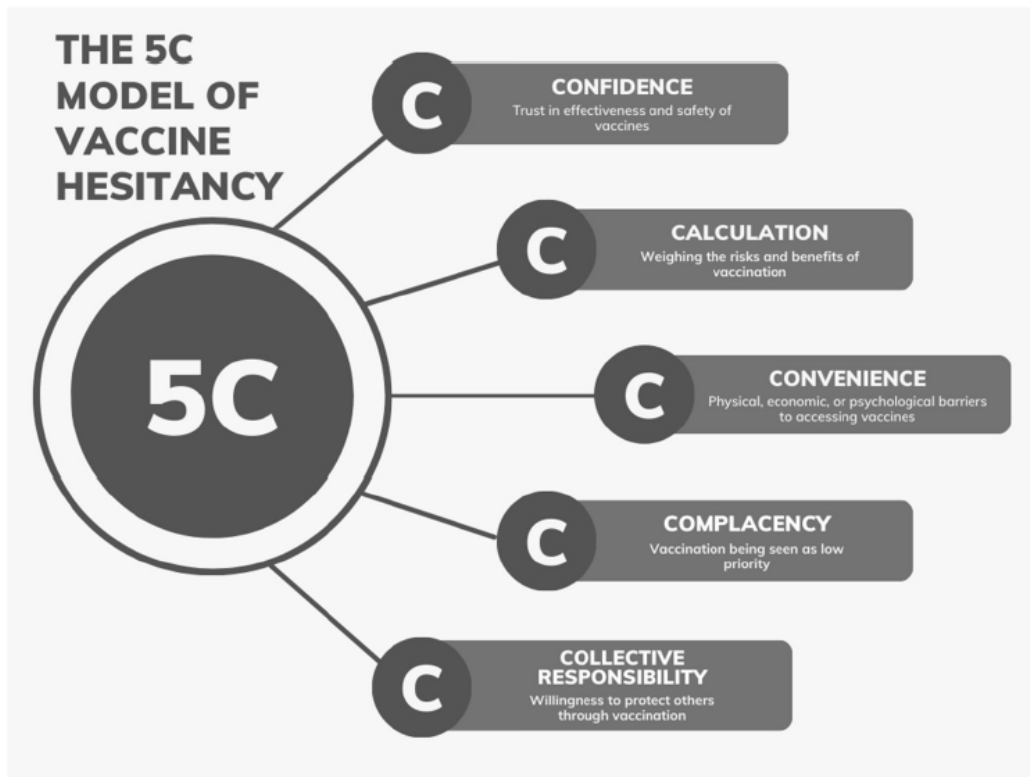 THE 5C
MODEL OF
VACCINE
HESITANCY
5C
C
CONFIDENCE
Trust in effectiveness and safety of
vaccines
C
CALCULATION
Weighing the risks and benefits of
vaccination
C
CONVENIENCE
Physical, economic, or psychological barriers
to accessing vaccines
C
COMPLACENCY
Vaccination being seen as low
priority
C
COLLECTIVE
RESPONSIBILITY
Willingness to protect others
through vaccination